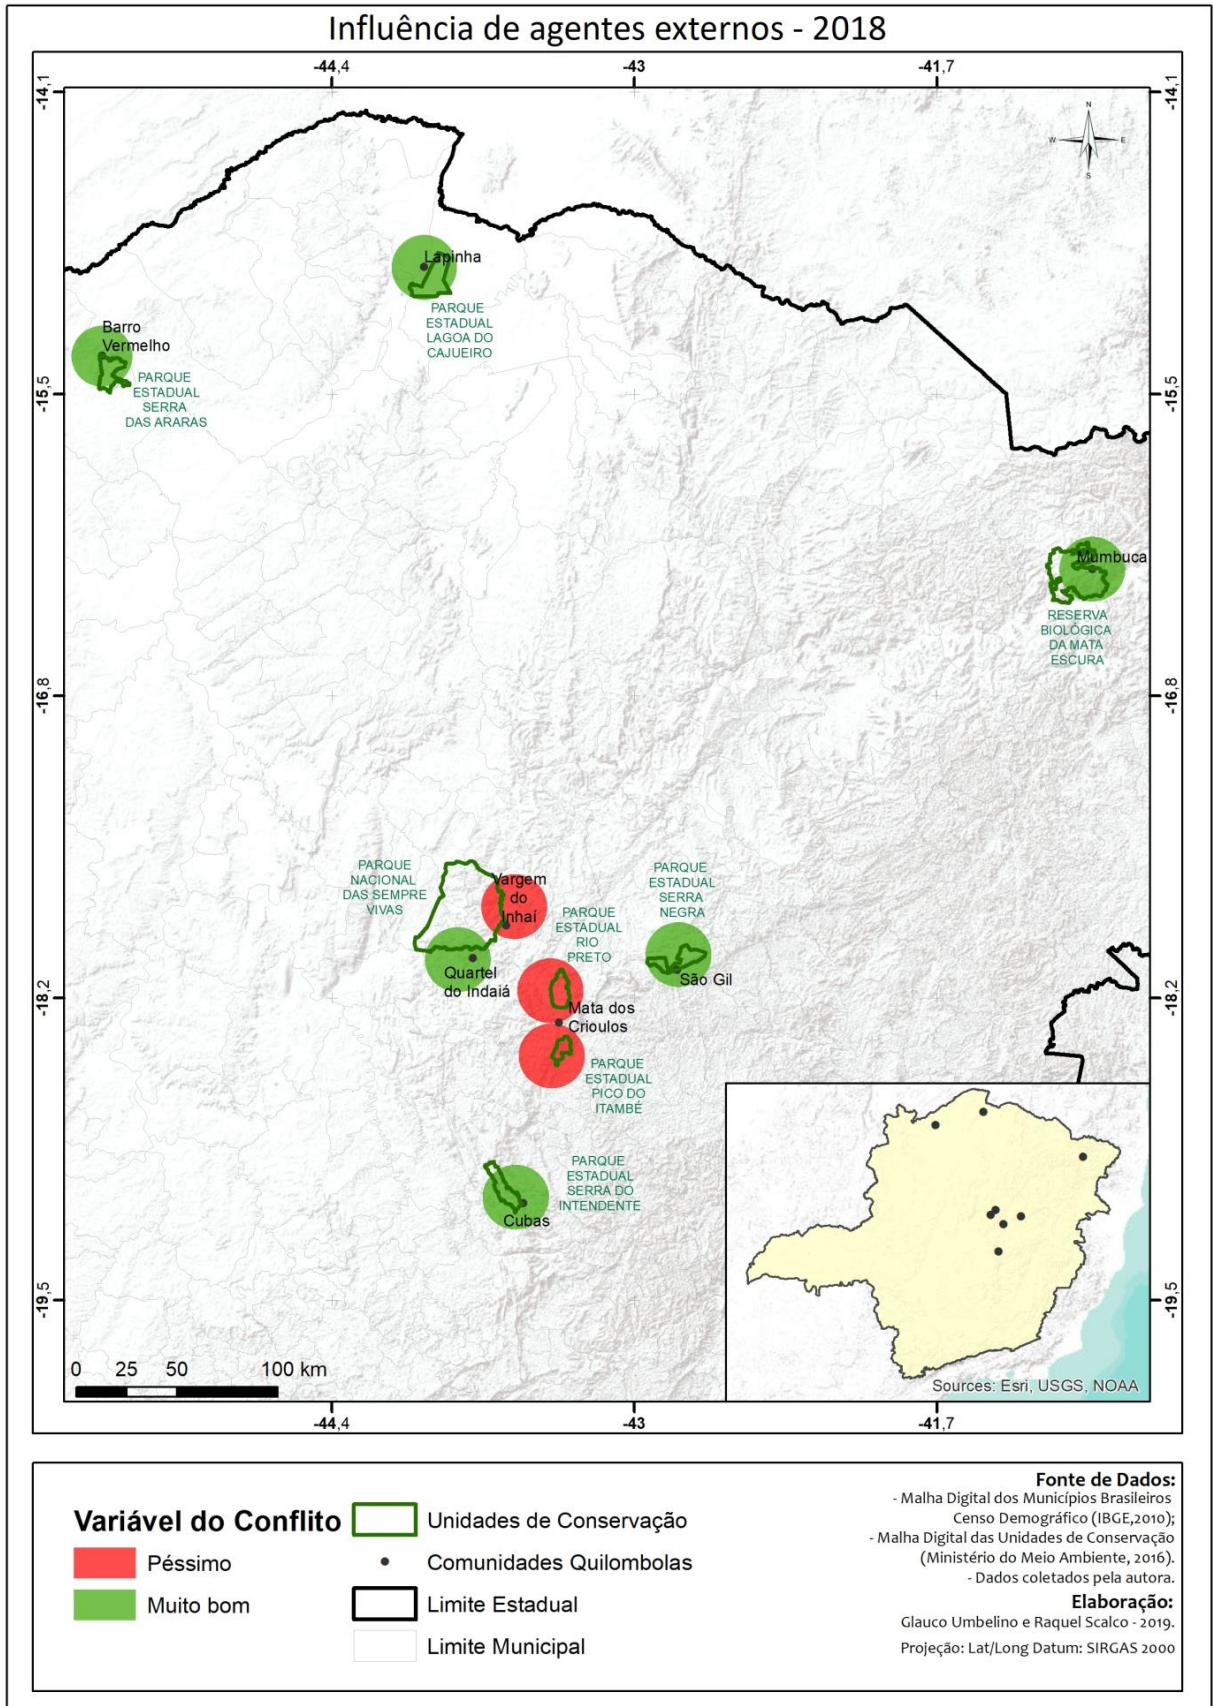 Influência de agentes externos - 2018
-44,4
-43
-41,7
-14,1
-14,1
N
W
E
S
Lapinha
PARQUE
ESTADUAL
LAGOA DO
CAJUEIRO
Barro
Vermelho
PARQUE
ESTADUAL
SERRA
DAS ARARAS
-15,5
-15,5
Mumbuca
RESERVA
BIOLÓGICA
DA MATA
ESCURA
-16,8
-16,8
PARQUE
NACIONAL
DAS SEMPRE
VIVAS
Vargem
do
Inhaí
PARQUE
ESTADUAL
RIO
PRETO
PARQUE
ESTADUAL
SERRA
NEGRA
Quartel
do Indaiá
São Gil
-18,2
-18,2
Mata dos
Crioulos
PARQUE
ESTADUAL
PICO DO
ITAMBÉ
PARQUE
ESTADUAL
SERRA DO
INTENDENTE
Cubas
-19,5
-19,5
0 25 50 100 km
Sources: Esri, USGS, NOAA
-44,4
-43
-41,7
Variável do Conflito
Péssimo
Muito bom
Unidades de Conservação
Comunidades Quilombolas
Limite Estadual
Limite Municipal
Fonte de Dados:
- Malha Digital dos Municípios Brasileiros
Censo Demográfico (IBGE,2010);
- Malha Digital das Unidades de Conservação
(Ministério do Meio Ambiente, 2016).
- Dados coletados pela autora.
Elaboração:
Glauco Umbelino e Raquel Scalco - 2019.
Projeção: Lat/Long Datum: SIRGAS 2000